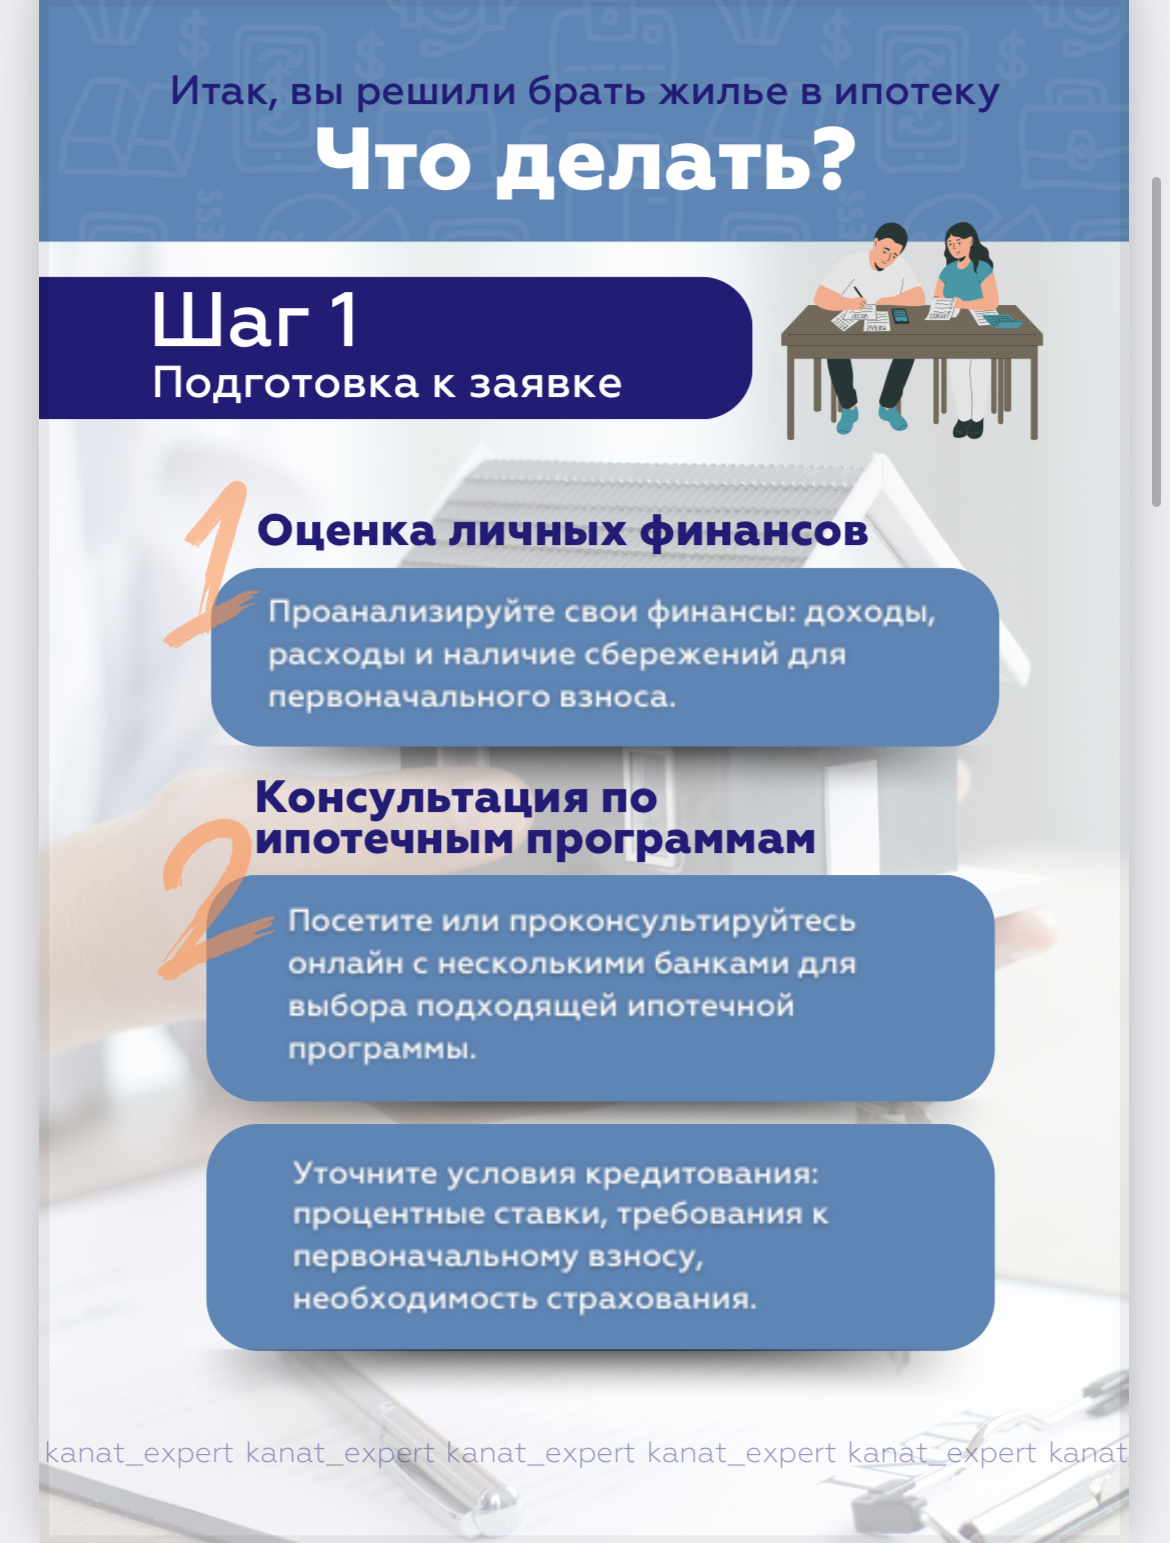 Итак, вы решили брать жилье в ипотеку
Что делать?
Шаг 1
Подготовка к заявке
1
Оценка личных финансов
Проанализируйте свои финансы: доходы,
расходы и наличие сбережений для
первоначального взноса.
2
Консультация по
ипотечным программам
Посетите или проконсультируйтесь
онлайн с несколькими банками для
выбора подходящей ипотечной
программы.
Уточните условия кредитования:
процентные ставки, требования к
первоначальному взносу,
необходимость страхования.
kanat_expert kanat_expert kanat_expert kanat_expert kanat_expert kanat